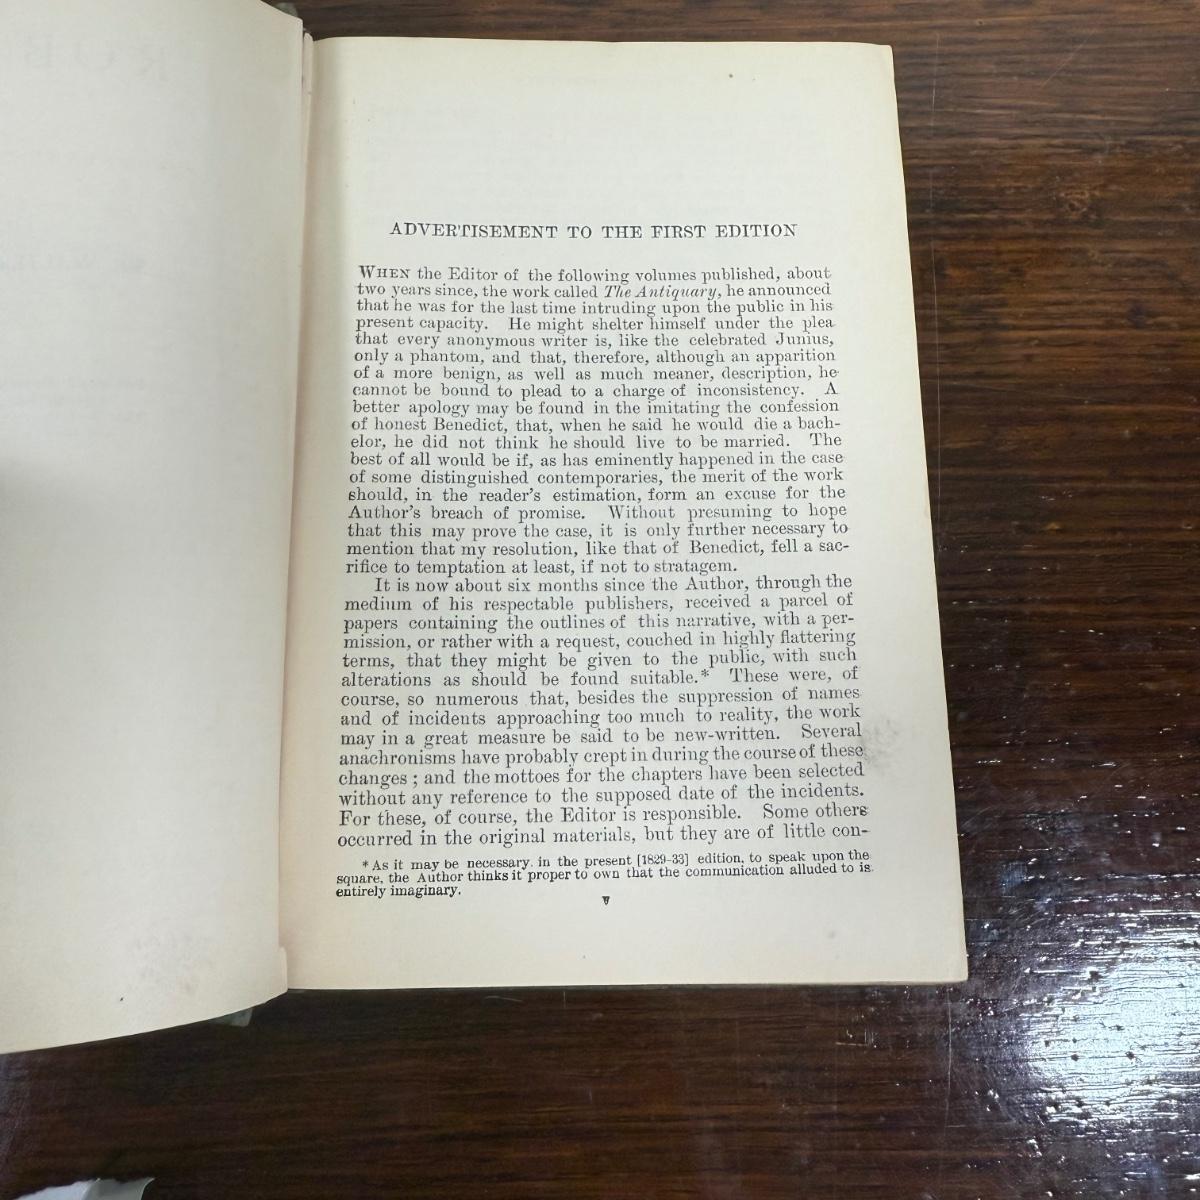 ADVERTISEMENT TO THE FIRST EDITION
WHEN the Editor of the following volumes published, about
two years since, the work called The Antiquary, he announced
that he was for the last time intruding upon the public in his
present capacity. He might shelter himself under the plea
that every anonymous writer is, like the celebrated Junius,
only a phantom, and that, therefore, although an apparition
of a more benign, as well as much meaner, description, he
cannot be bound to plead to a charge of inconsistency. A
better apology may be found in the imitating the confession
of honest Benedict, that, when he said he would die a bach-
elor, he did not think he should live to be married. The
best of all would be if, as has eminently happened in the case
of some distinguished contemporaries, the merit of the work
should, in the reader's estimation, form an excuse for the
Author's breach of promise. Without presuming to hope
that this may prove the case, it is only further necessary to
mention that my resolution, like that of Benedict, fell a sac-
rifice to temptation at least, if not to stratagem.
It is now about six months since the Author, through the
medium of his respectable publishers, received a parcel of
papers containing the outlines of this narrative, with a per-
mission, or rather with a request, couched in highly flattering
terms, that they might be given to the public, with such
alterations as should be found suitable.* These were, of
course, so numerous that, besides the suppression of names
and of incidents approaching too much to reality, the work
may in a great measure be said to be new-written. Several
anachronisms have probably crept in during the course of these
changes ; and the mottoes for the chapters have been selected
without any reference to the supposed date of the incidents.
For these, of course, the Editor is responsible. Some others
occurred in the original materials, but they are of little con-
* As it may be necessary, in the present [1829-33] edition, to speak upon the
square, the Author thinks it proper to own that the communication alluded to is
entirely imaginary.
v